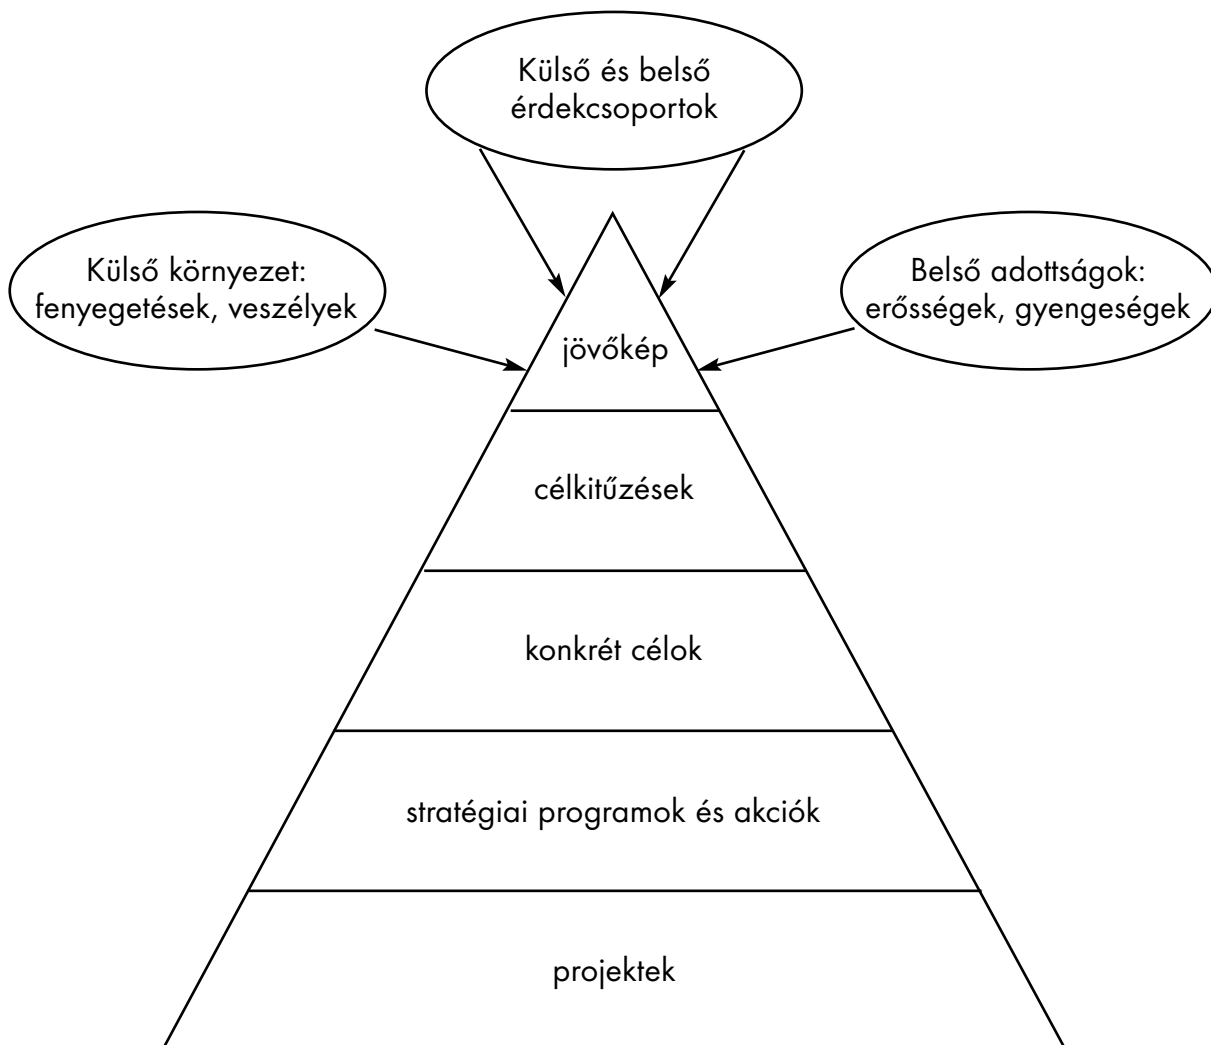 Külső és belső
érdekcsoportok
Külső környezet:
fenyegetések, veszélyek
Belső adottságok:
erősségek, gyengeségek
jövőkép
célkitűzések
konkrét célok
stratégiai programok és akciók
projektek